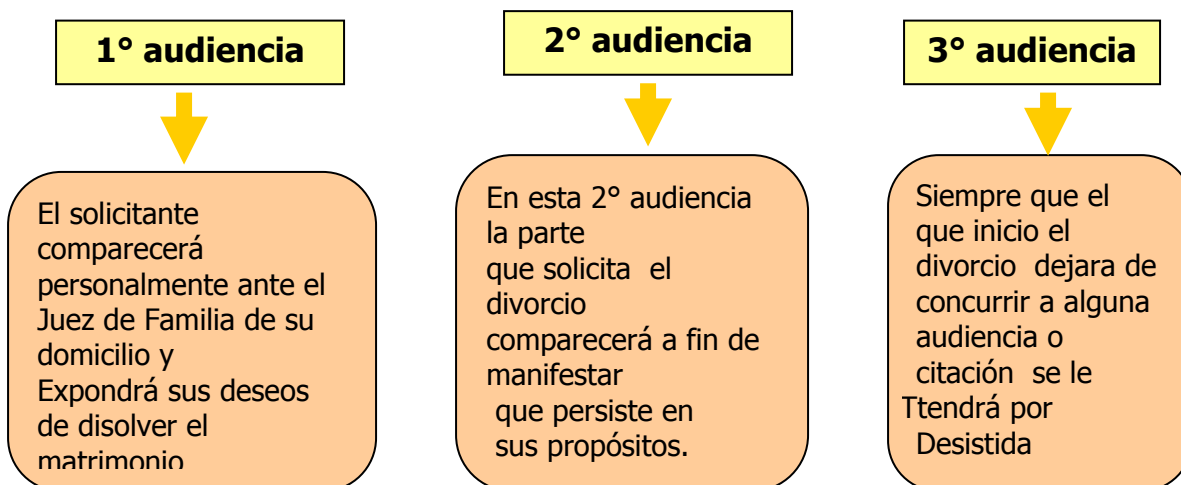 1° audiencia
El solicitante
comparecerá
personalmente ante el
Juez de Familia de su
domicilio y
Expondrá sus deseos
de disolver el
matrimonio
2° audiencia
En esta 2° audiencia
la parte
que solicita el
divorcio
comparecerá a fin de
manifestar
que persiste en
sus propósitos.
3° audiencia
Siempre que el
que inicio el
divorcio dejara de
concurrir a alguna
audiencia o
citación se le
Ttendrá por
Desistida